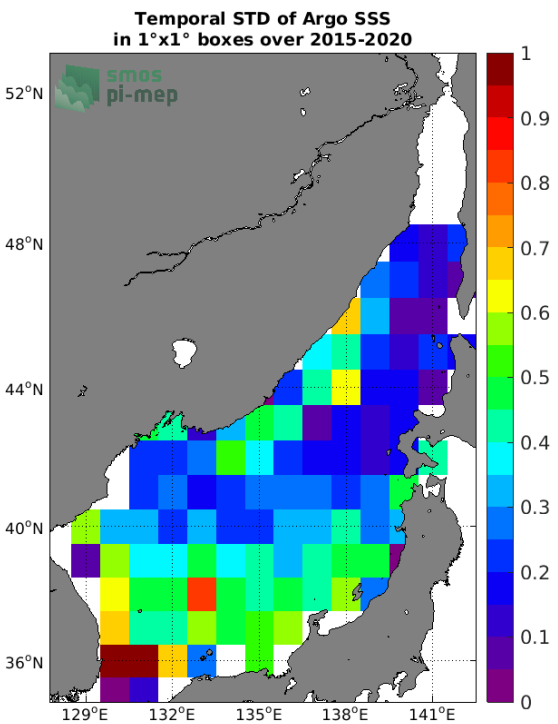 Temporal STD of Argo SSS
in 1°x1° boxes over 2015-2020
smos
pi-mep
52°N
48°N
44°N
40°N
36°N
129°E
132°E
135°E
138°E
141°E
1
0.9
0.8
0.7
0.6
0.5
0.4
0.3
0.2
0.1
0